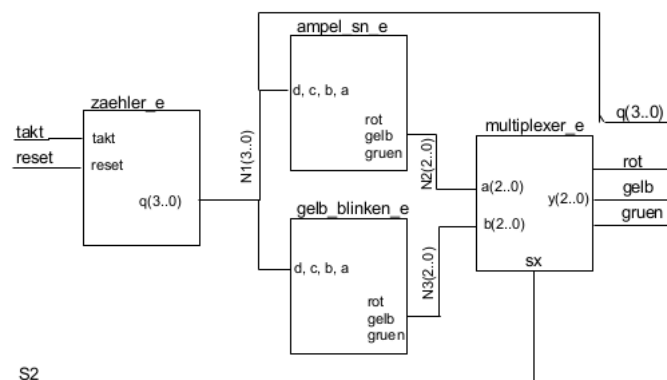 ampel_sn_e
d, c, b, a
rot
gelb
gruen
zaehler_e
takt
takt
reset
reset
q(3..0)
N1(3..0)
N2(2..0)
multiplexer_e
a(2..0)
b(2..0)
y(2..0)
sx
q(3..0)
rot
gelb
gruen
gelb_blinken_e
d, c, b, a
rot
gelb
gruen
N3(2..0)
S2